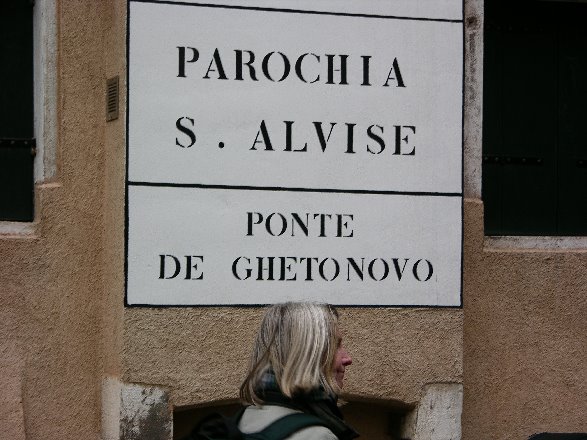 PAROCHIA
S. ALVISE
PONTE
DE GHETONOVO